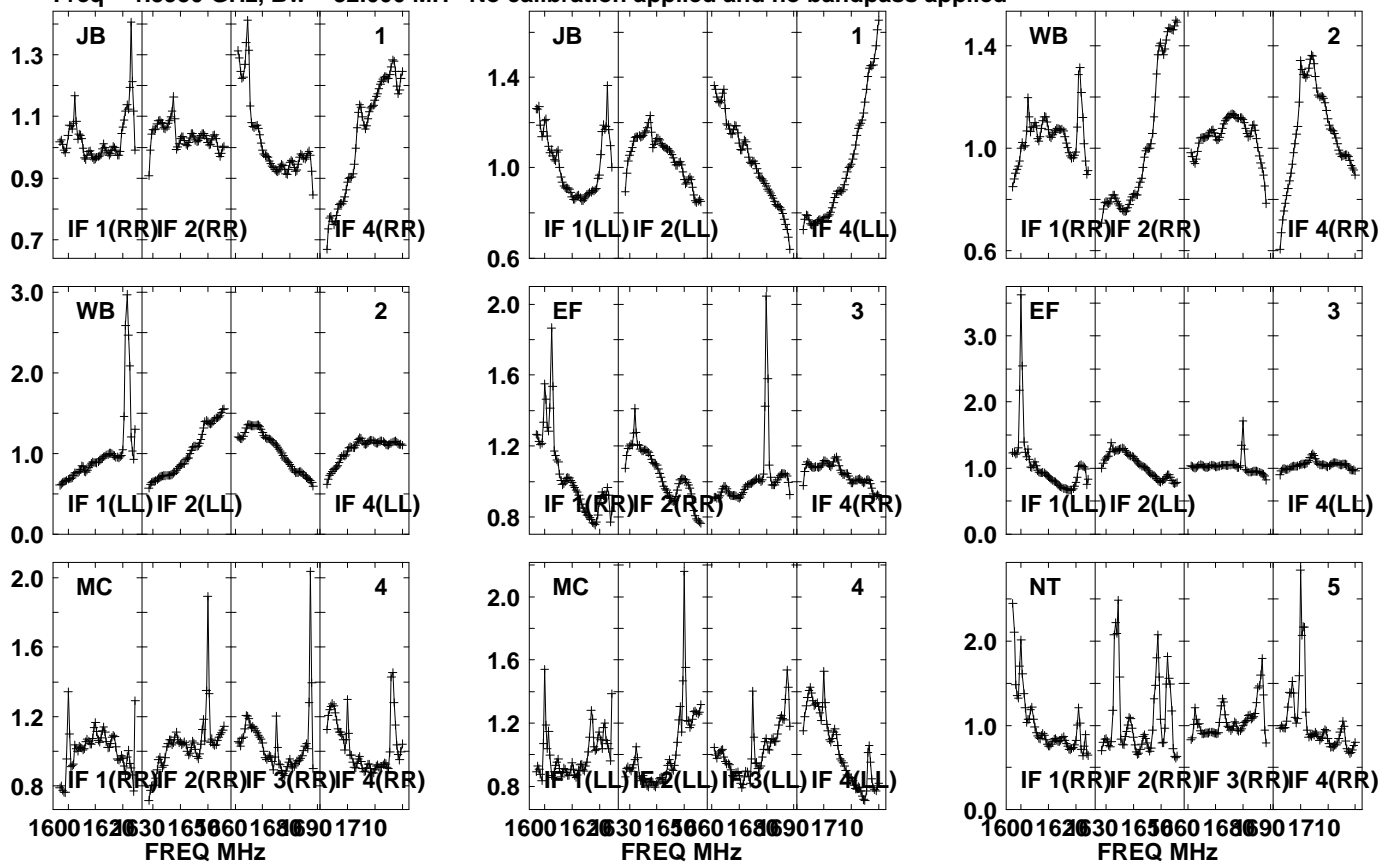 No calibration applied and no bandpass applied
JB 1 JB 1 WB 2
1.3 1.6 1.4
1.1 1.0
0.9 1.0
0.7 IF 1(RR) IF 2(RR) IF 4(RR) 0.6 IF 1(LL) IF 2(LL) IF 4(LL) 0.6 IF 1(RR) IF 2(RR) IF 4(RR)
WB 2 EF 3 EF 3
3.0 2.0 3.0
2.0 1.6 2.0
1.0 1.2 1.0
0.0 IF 1(LL) IF 2(LL) IF 4(LL) 0.8 IF 1(RR) IF 2(RR) IF 4(RR) 0.0 IF 1(LL) IF 2(LL) IF 4(LL)
MC 4 MC 4 NT 5
2.0 2.0
1.6 1.6 2.0
1.2 1.2 1.0
0.8 IF 1(RR) IF 2(RR) IF 3(RR) IF 4(RR) 0.8 IF 1(LL) IF 2(LL) IF 3(LL) IF 4(LL) 0.0 IF 1(RR) IF 2(RR) IF 3(RR) IF 4(RR)
1600 1690 1710 1600 1690 1710
FREQ MHz FREQ MHz